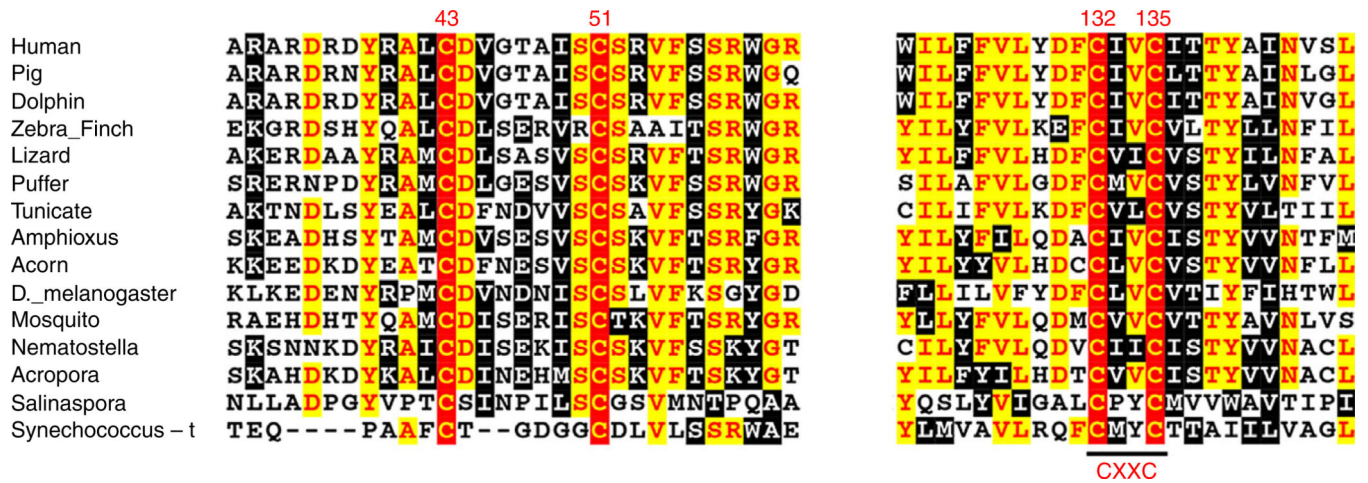 43 51 132 135
Human ARARDRDYRALCDVGTAISCSRVFSSRWGR WILFFVLYDFCIVCITTYAINVSL
Pig ARARDRNYRALCDVGTAISCSRVFSSRWGQ WILFFVLYDFCIVCLTTYAINLGL
Dolphin ARARDRDYRALCDVGTAISCSRVFSSRWGR WILFFVLYDFCIVCITTYAINVGL
Zebra_Finch EKGRDSHYQALCDLSERVRCSAAITSRWGR YILYFVLKEFCIVCVLTYLLNFIL
Lizard AKERDAAYRAMCDLSASVSCSRVFTSRWGR YILFFVLHDFCVICVSTYILNFAL
Puffer SRERNPDYRAMCDLGESVSCSKVFSSRWGR SILAFVLGDFCMVCVSTYLVNFVL
Tunicate AKTNDLSYEALCDFNDVVSCSAVFSSRYGK CILIFVLKDFCVLCVSTYVLTIIL
Amphioxus SKEADHSYTAMCDVSESVSCSKVFTSRFGR YILYFILQDACIVCISTYVVNTFM
Acorn KKEEDKDYEATCDFNESVSCSKVFSSRYGR YILYYVLHDCCLVCVSTYVVNFLL
D._melanogaster KLKEDENYRPMCDVNDNISCSLVFKSGYGD FLLILVFYDFCLVCVTIYFIHTWL
Mosquito RAEHDHTYQAMCDISERISCTKVFTSRYGR YLLYFVLQDMCVVCVTTYAVNLVS
Nematostella SKSNNKDYRAICDISEKISCSKVFSSKYGT CILYFVLQDVCIICISTYVVNACL
Acropora SKAHDKDYKALCDINEHMSCSKVFTSKYGT YILFYILHDTCVVCVSTYVVNACL
Salinaspora NLLADPGYVPTCSINPILSCGSVMNTPQAA YQSLYVIGALCPYCMVVWAVTIPI
Synechococcus – t TEQ----PAAFCT--GDGGCDLVLSSRWAE YLMVAVLRQFCMYCTTAIILVAGL
CXXC